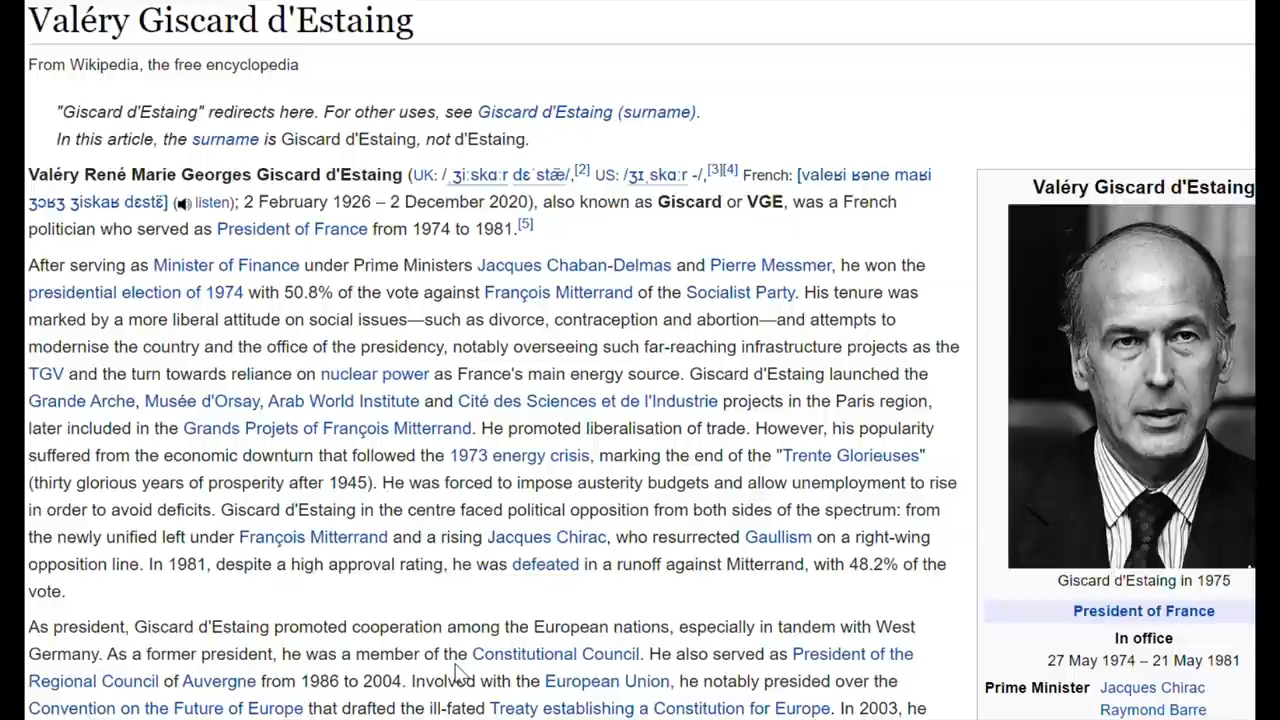 Valéry Giscard d'Estaing
From Wikipedia, the free encyclopedia
"Giscard d'Estaing" redirects here. For other uses, see Giscard d'Estaing (surname).
In this article, the surname is Giscard d'Estaing, not d'Estaing.
Valéry René Marie Georges Giscard d'Estaing (UK: /ˌʒiːskɑːr dɛˈstæ̃/,[2] US: /ʒɪˌskɑːr -/,[3][4] French: [valeʁi ʁəne maʁi
ʒɔʁʒ ʒiskaʁ dɛstɛ̃] (listen); 2 February 1926 – 2 December 2020), also known as Giscard or VGE, was a French
politician who served as President of France from 1974 to 1981.[5]
After serving as Minister of Finance under Prime Ministers Jacques Chaban-Delmas and Pierre Messmer, he won the
presidential election of 1974 with 50.8% of the vote against François Mitterrand of the Socialist Party. His tenure was
marked by a more liberal attitude on social issues—such as divorce, contraception and abortion—and attempts to
modernise the country and the office of the presidency, notably overseeing such far-reaching infrastructure projects as the
TGV and the turn towards reliance on nuclear power as France's main energy source. Giscard d'Estaing launched the
Grande Arche, Musée d'Orsay, Arab World Institute and Cité des Sciences et de l'Industrie projects in the Paris region,
later included in the Grands Projets of François Mitterrand. He promoted liberalisation of trade. However, his popularity
suffered from the economic downturn that followed the 1973 energy crisis, marking the end of the "Trente Glorieuses"
(thirty glorious years of prosperity after 1945). He was forced to impose austerity budgets and allow unemployment to rise
in order to avoid deficits. Giscard d'Estaing in the centre faced political opposition from both sides of the spectrum: from
the newly unified left under François Mitterrand and a rising Jacques Chirac, who resurrected Gaullism on a right-wing
opposition line. In 1981, despite a high approval rating, he was defeated in a runoff against Mitterrand, with 48.2% of the
vote.
As president, Giscard d'Estaing promoted cooperation among the European nations, especially in tandem with West
Germany. As a former president, he was a member of the Constitutional Council. He also served as President of the
Regional Council of Auvergne from 1986 to 2004. Involved with the European Union, he notably presided over the
Convention on the Future of Europe that drafted the ill-fated Treaty establishing a Constitution for Europe. In 2003, he
Valéry Giscard d'Estaing
Giscard d'Estaing in 1975
President of France
In office
27 May 1974 – 21 May 1981
Prime Minister Jacques Chirac
Raymond Barre